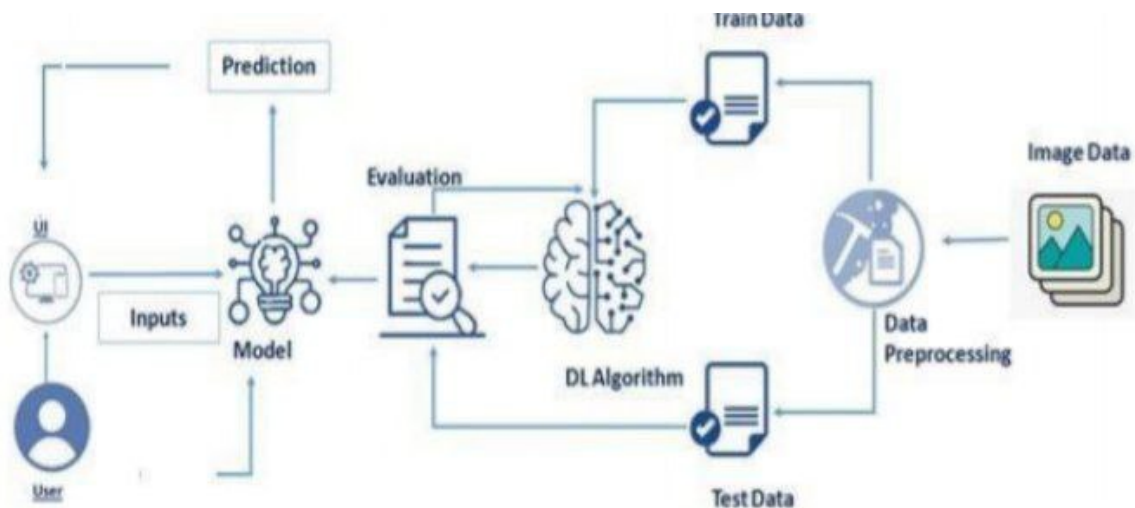 Train Data
Prediction
Image Data
Evaluation
UI
Inputs
Model
Data
Preprocessing
DL Algorithm
User
Test Data